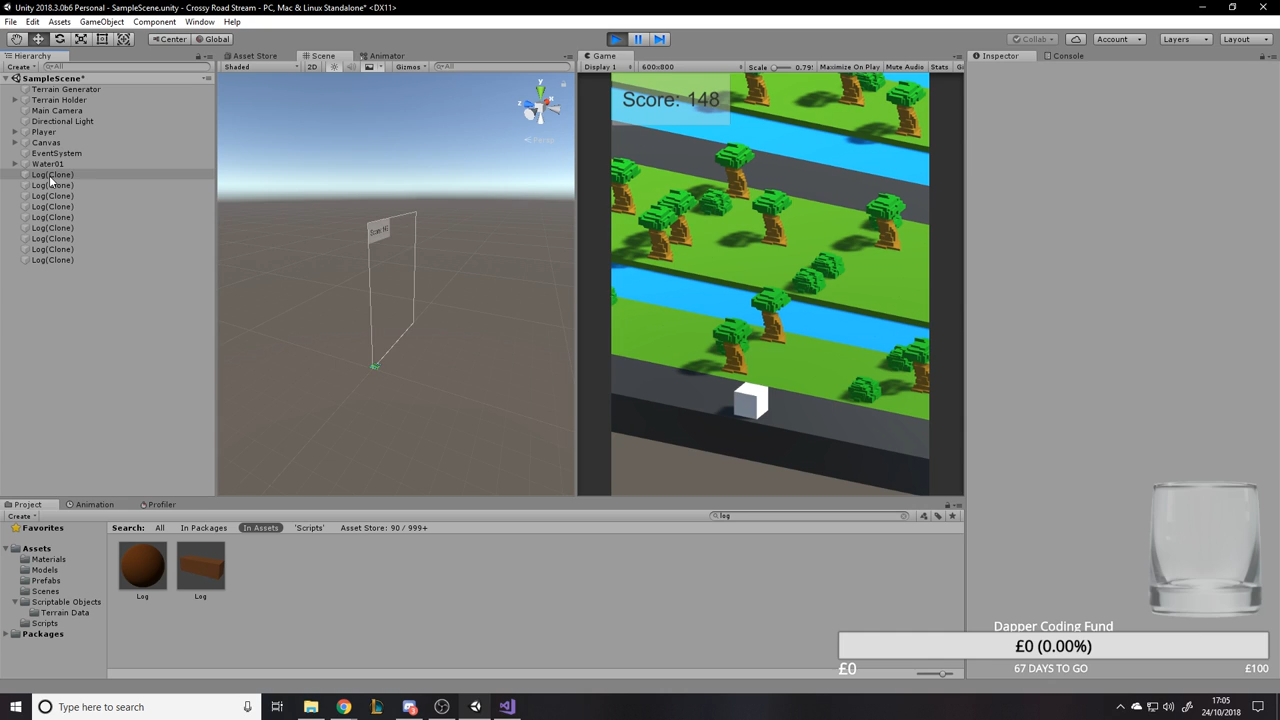 Unity 2018.3.0b6 Personal - SampleScene.unity - Crossy Road Stream - PC, Mac & Linux Standalone* <DX11>
File Edit Assets GameObject Component Window Help
Center Global Collab Account Layers Layout
Hierarchy Asset Store Scene Animator Game Inspector Console
Create All Shaded 2D Gizmos All Display 1 600x800 Scale 0.79 Maximize On Play Mute Audio Stats Gi
SampleScene*
Terrain Generator
Terrain Holder
Main Camera
Directional Light
Player
Canvas
EventSystem
Water01
Log(Clone)
Log(Clone)
Log(Clone)
Log(Clone)
Log(Clone)
Log(Clone)
Log(Clone)
Log(Clone)
Log(Clone)
y
z x
Persp
Score: 148
Project Animation Profiler
Create log
Favorites
Search: All In Packages In Assets 'Scripts' Asset Store: 90 / 999+
Assets
Materials
Models
Prefabs
Scenes
Scriptable Objects
Terrain Data
Scripts
Packages
Log Log
Dapper Coding Fund
£0 (0.00%)
£0 67 DAYS TO GO £100
Type here to search
17:05
24/10/2018